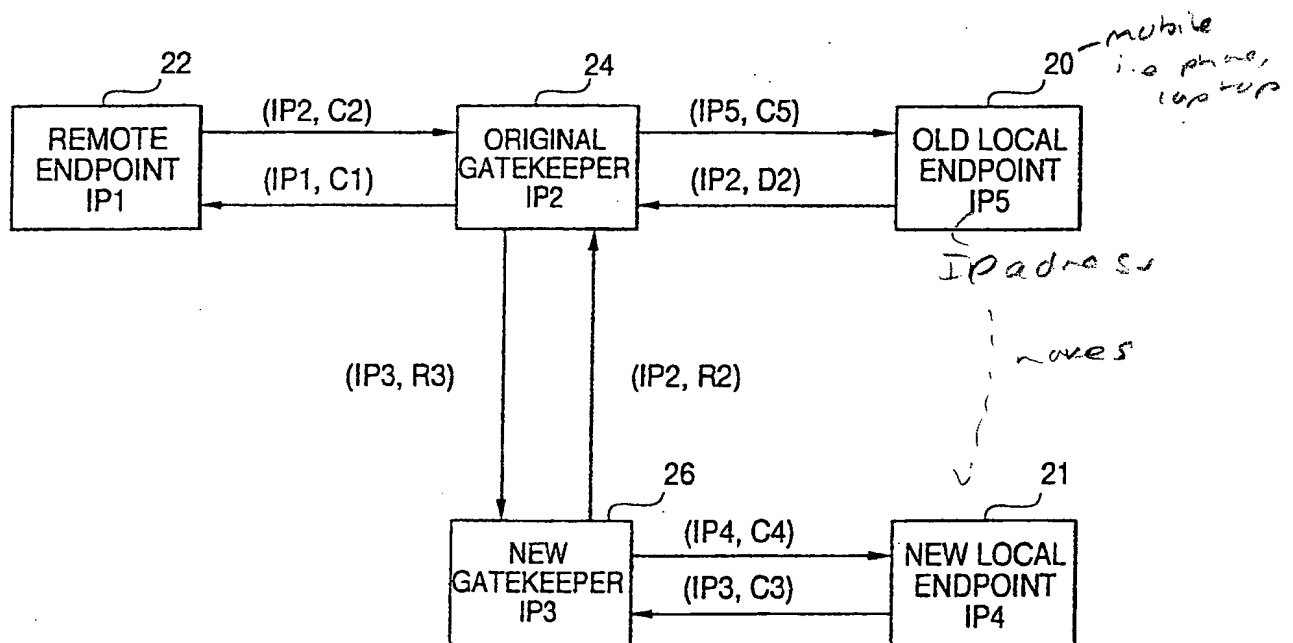 22
24
20
mobile
i.e phone,
laptop
REMOTE
ENDPOINT
IP1
(IP2, C2)
(IP1, C1)
ORIGINAL
GATEKEEPER
IP2
(IP5, C5)
(IP2, D2)
OLD LOCAL
ENDPOINT
IP5
IP adress
moves
(IP3, R3)
(IP2, R2)
26
21
NEW
GATEKEEPER
IP3
(IP4, C4)
(IP3, C3)
NEW LOCAL
ENDPOINT
IP4